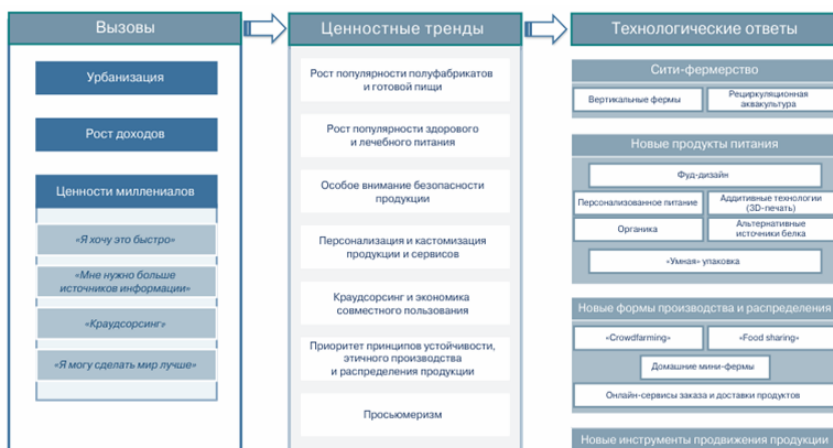 Вызовы
Урбанизация
Рост доходов
Ценности миллениалов
«Я хочу это быстро»
«Мне нужно больше
источников информации»
«Краудсорсинг»
«Я могу сделать мир лучше»
Ценностные тренды
Рост популярности полуфабрикатов
и готовой пищи
Рост популярности здорового
и лечебного питания
Особое внимание безопасности
продукции
Персонализация и кастомизация
продукции и сервисов
Краудсорсинг и экономика
совместного пользования
Приоритет принципов устойчивости,
этичного производства
и распределения продукции
Просьюмеризм
Технологические ответы
Сити-фермерство
Вертикальные фермы
Рециркуляционная
аквакультура
Новые продукты питания
Фуд-дизайн
Персонализованное питание
Аддитивные технологии
(3D-печать)
Органика
Альтернативные
источники белка
«Умная» упаковка
Новые формы производства и распределения
«Crowdfarming»
«Food sharing»
Домашние мини-фермы
Онлайн-сервисы заказа и доставки продуктов
Новые инструменты продвижения продукции